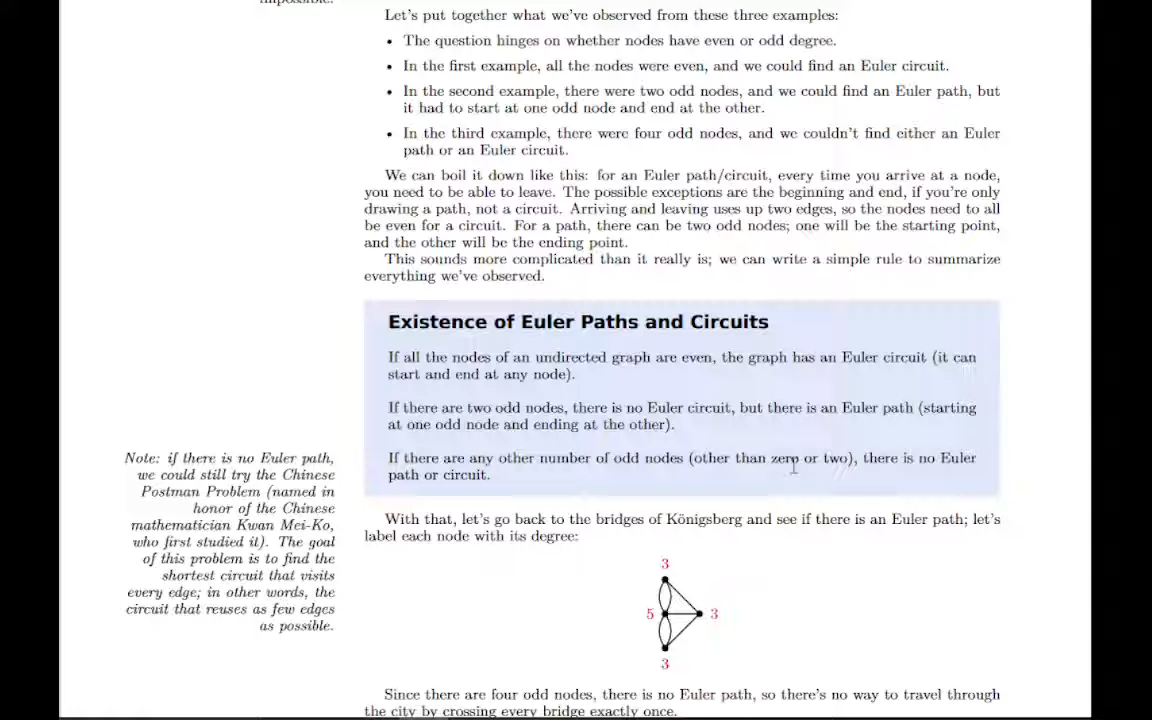 impossible.
Let's put together what we've observed from these three examples:
• The question hinges on whether nodes have even or odd degree.
• In the first example, all the nodes were even, and we could find an Euler circuit.
• In the second example, there were two odd nodes, and we could find an Euler path, but
it had to start at one odd node and end at the other.
• In the third example, there were four odd nodes, and we couldn't find either an Euler
path or an Euler circuit.
We can boil it down like this: for an Euler path/circuit, every time you arrive at a node,
you need to be able to leave. The possible exceptions are the beginning and end, if you're only
drawing a path, not a circuit. Arriving and leaving uses up two edges, so the nodes need to all
be even for a circuit. For a path, there can be two odd nodes; one will be the starting point,
and the other will be the ending point.
This sounds more complicated than it really is; we can write a simple rule to summarize
everything we've observed.
Existence of Euler Paths and Circuits
If all the nodes of an undirected graph are even, the graph has an Euler circuit (it can
start and end at any node).
If there are two odd nodes, there is no Euler circuit, but there is an Euler path (starting
at one odd node and ending at the other).
If there are any other number of odd nodes (other than zero or two), there is no Euler
path or circuit.
Note: if there is no Euler path,
we could still try the Chinese
Postman Problem (named in
honor of the Chinese
mathematician Kwan Mei-Ko,
who first studied it). The goal
of this problem is to find the
shortest circuit that visits
every edge; in other words, the
circuit that reuses as few edges
as possible.
With that, let's go back to the bridges of Königsberg and see if there is an Euler path; let's
label each node with its degree:
3
5
3
3
Since there are four odd nodes, there is no Euler path, so there's no way to travel through
the city by crossing every bridge exactly once.